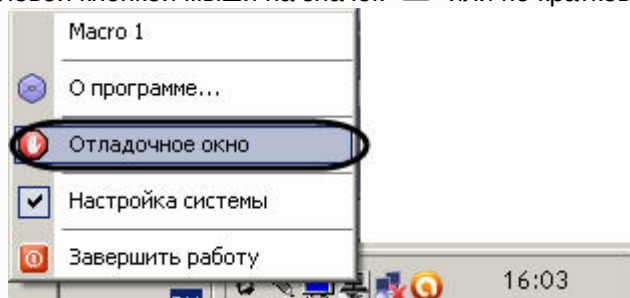 Macro 1
О программе...
Отладочное окно
Настройка системы
Завершить работу
16:03